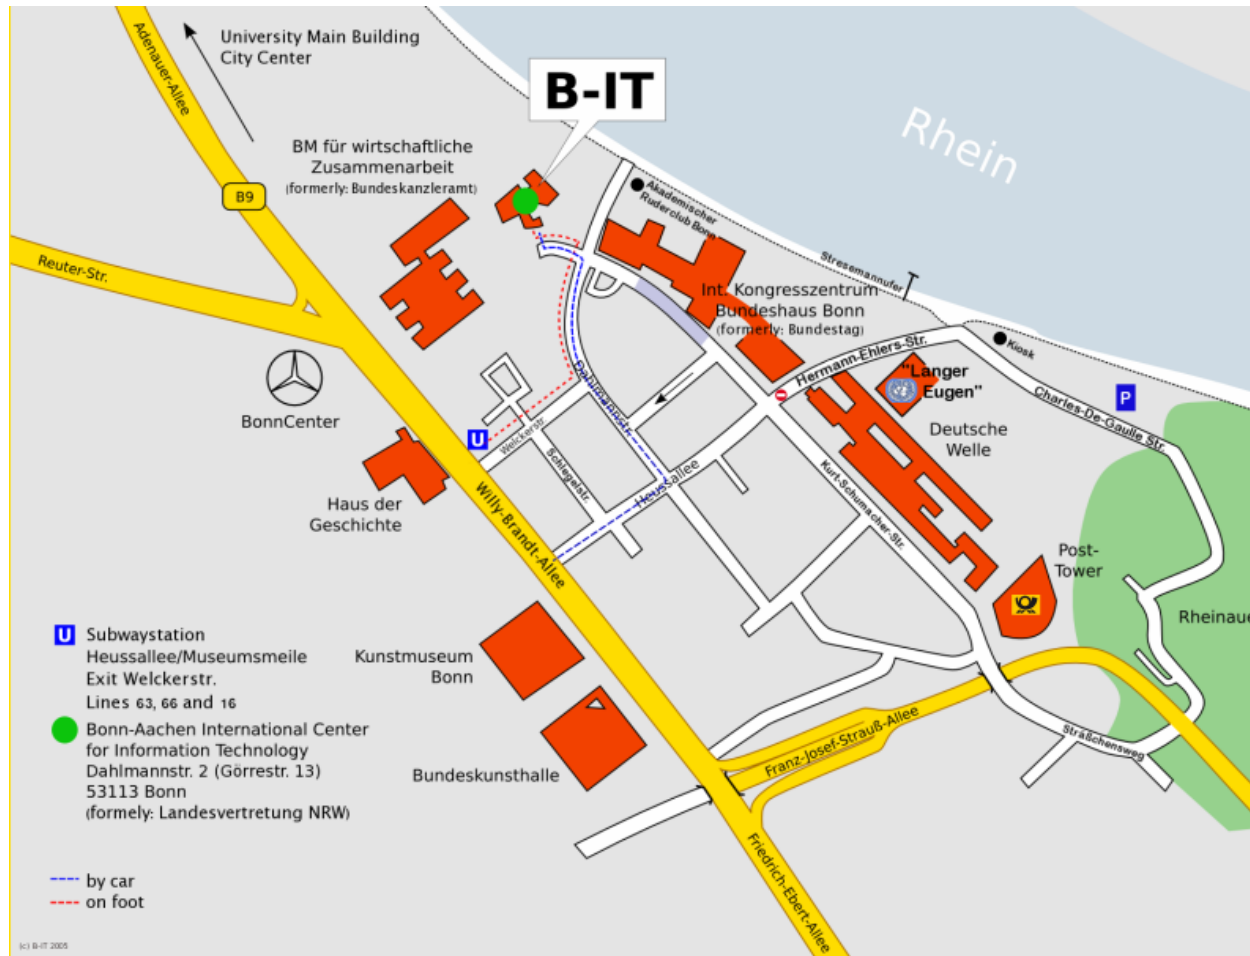 Adenauer-Allee
University Main Building
City Center
B-IT
Rhein
BM für wirtschaftliche
Zusammenarbeit
(formerly: Bundeskanzleramt)
B9
Akademischer
Ruderclub Bonn
Reuter-Str.
Stresemannufer
Int. Kongresszentrum
Bundeshaus Bonn
(formerly: Bundestag)
Kiosk
Hermann-Ehlers-Str.
"Langer
Eugen"
P
Charles-De-Gaulle Str.
BonnCenter
Dahlmannstr.
Deutsche
Welle
U
Welckerstr
Schlegelstr.
Heussallee
Kurt-Schumacher-Str.
Haus der
Geschichte
Willy-Brandt-Allee
Post-
Tower
Rheinaue
U Subwaystation
Heussallee/Museumsmeile
Exit Welckerstr.
Lines 63, 66 and 16
Kunstmuseum
Bonn
Bonn-Aachen International Center
for Information Technology
Dahlmannstr. 2 (Görrestr. 13)
53113 Bonn
(formely: Landesvertretung NRW)
Bundeskunsthalle
Franz-Josef-Strauß-Allee
Sträßchensweg
Friedrich-Ebert-Allee
by car
on foot
(c) B-IT 2005